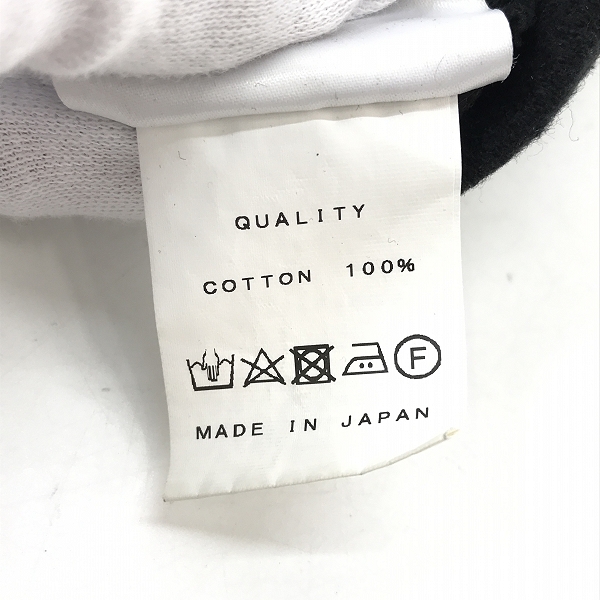 QUALITY
COTTON 100%
F
MADE IN JAPAN